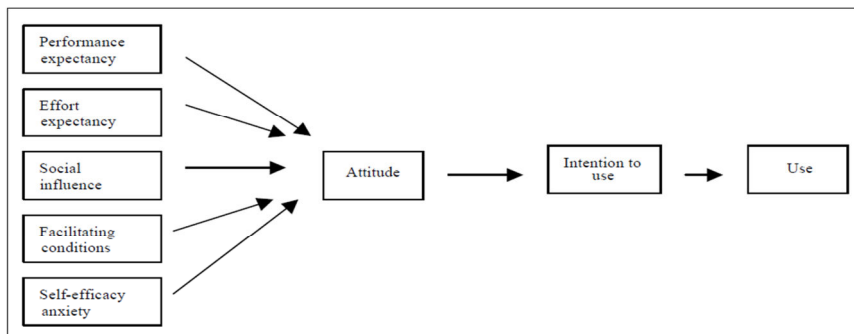 Performance
expectancy
Effort
expectancy
Social
influence
Facilitating
conditions
Self-efficacy
anxiety
Attitude
Intention to
use
Use